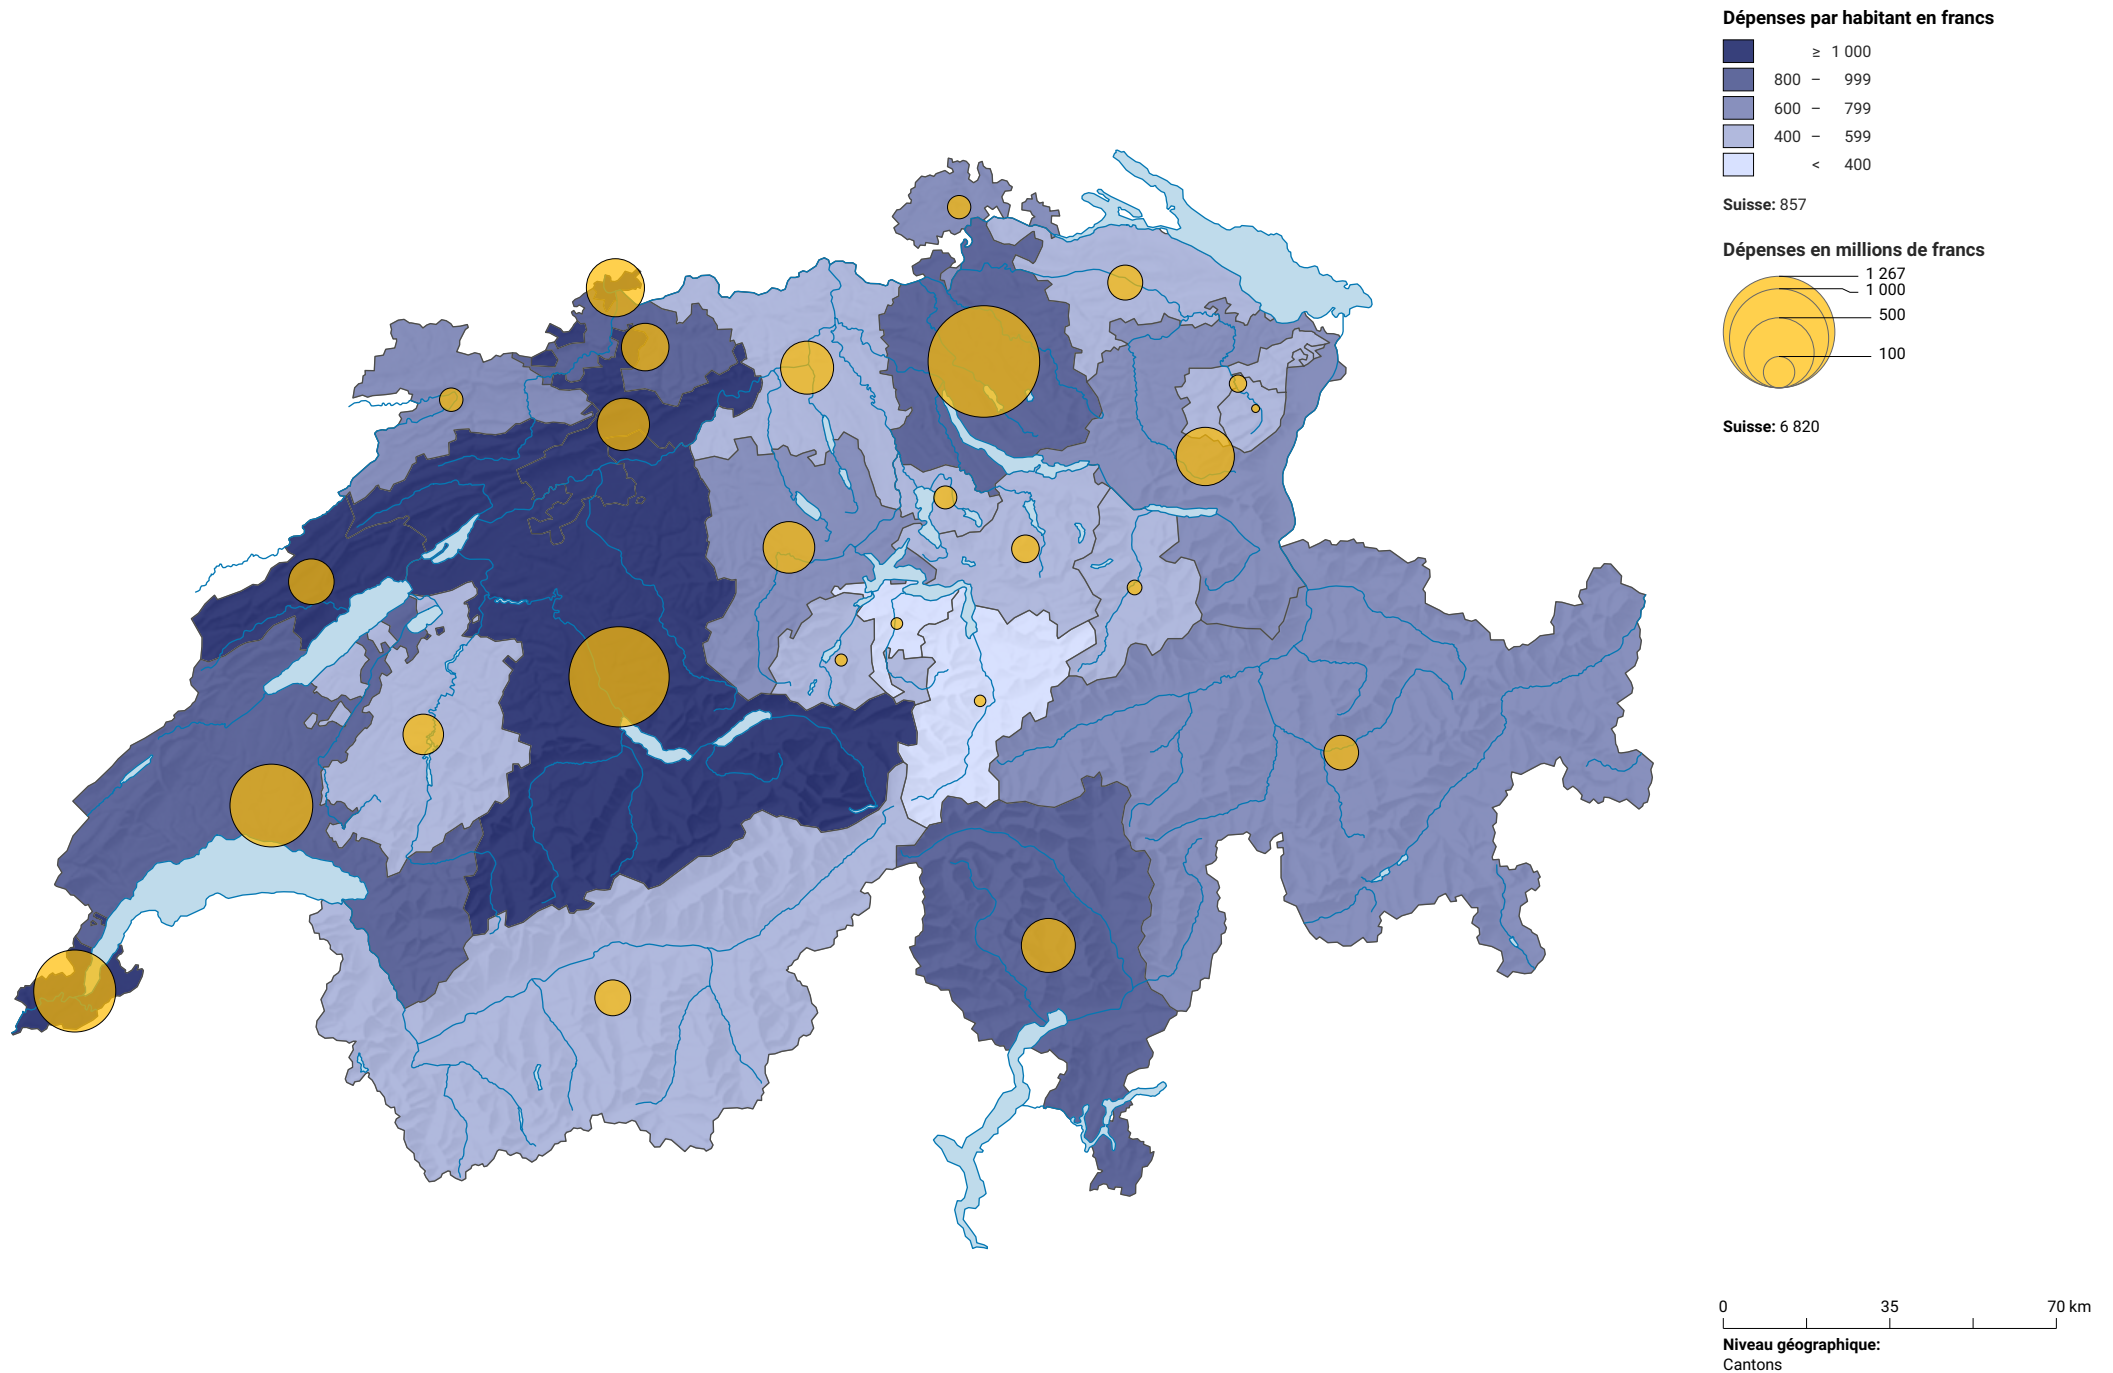 Dépenses par habitant en francs
≥ 1 000
800 – 999
600 – 799
400 – 599
< 400
Suisse: 857
Dépenses en millions de francs
1 267
1 000
500
100
Suisse: 6 820
0 35 70 km
Niveau géographique:
Cantons